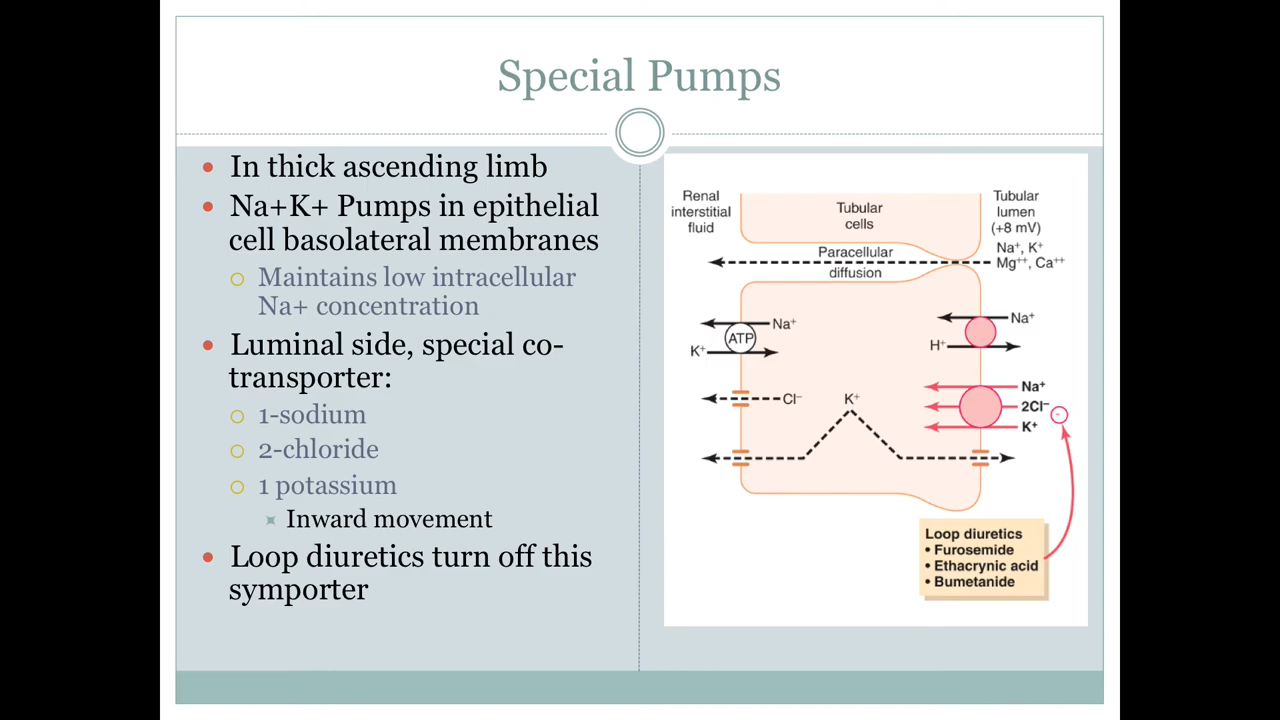 Special Pumps
• In thick ascending limb
• Na+K+ Pumps in epithelial
cell basolateral membranes
Maintains low intracellular
Na+ concentration
• Luminal side, special co-
transporter:
1-sodium
2-chloride
1 potassium
Inward movement
• Loop diuretics turn off this
symporter
Renal
interstitial
fluid
Tubular
cells
Tubular
lumen
(+8 mV)
Paracellular
diffusion
Na⁺, K⁺
Mg⁺⁺, Ca⁺⁺
Na⁺
ATP
K⁺
Na⁺
H⁺
Cl⁻
K⁺
Na⁺
2Cl⁻
K⁺
-
Loop diuretics
• Furosemide
• Ethacrynic acid
• Bumetanide